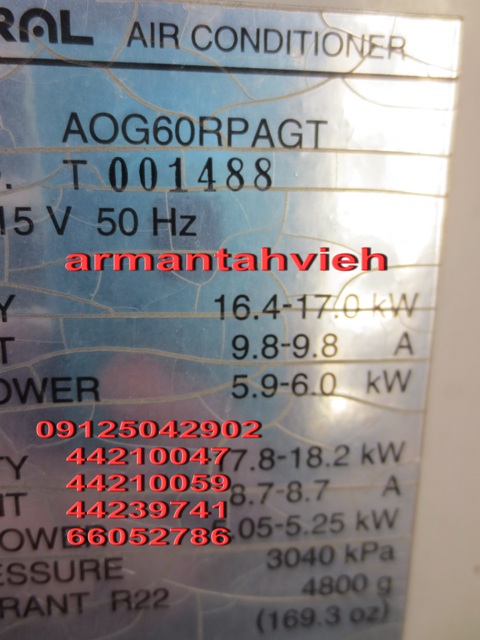 RAL AIR CONDITIONER
AOG60RPAGT
. T 001488
15 V 50 Hz
armantahvieh
Y 16.4-17.0 kW
T 9.8-9.8 A
OWER 5.9-6.0 kW
09125042902
44210047
TY 17.8-18.2 kW
44210059
NT 8.7-8.7 A
44239741
OWER 5.05-5.25 kW
66052786
ESSURE 3040 kPa
RANT R22 4800 g
(169.3 oz)